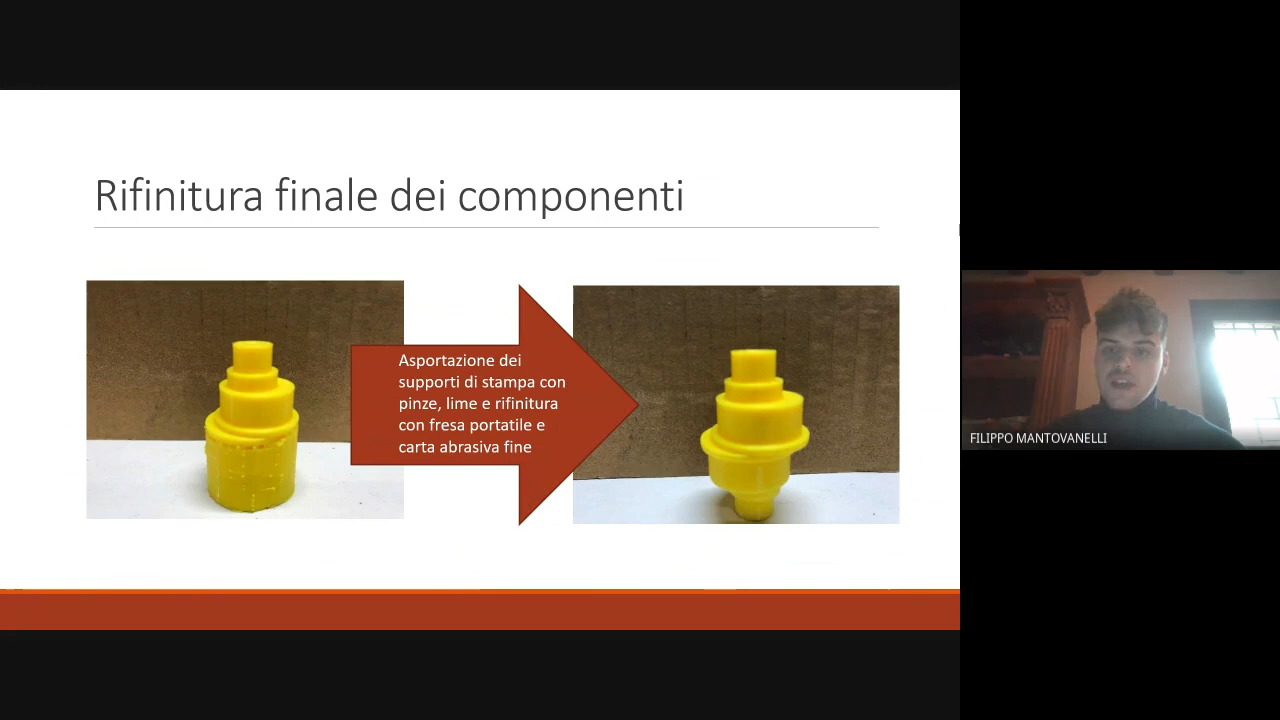 Rifinitura finale dei componenti
Asportazione dei
supporti di stampa con
pinze, lime e rifinitura
con fresa portatile e
carta abrasiva fine
FILIPPO MANTOVANELLI